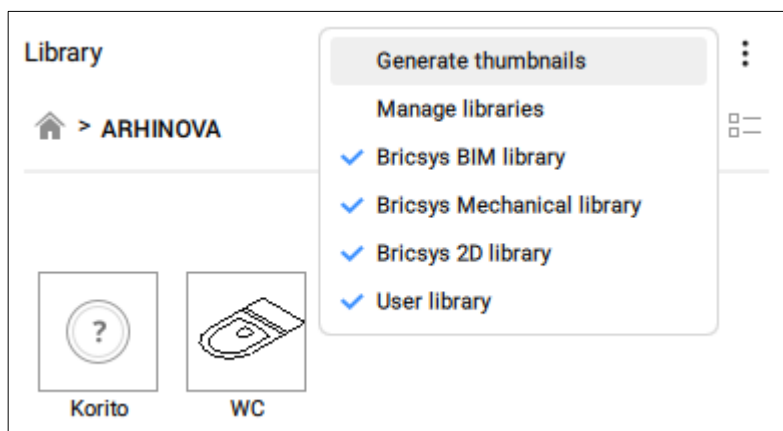 Library
> ARHINOVA
Generate thumbnails
Manage libraries
Bricsys BIM library
Bricsys Mechanical library
Bricsys 2D library
User library
?
Korito
WC